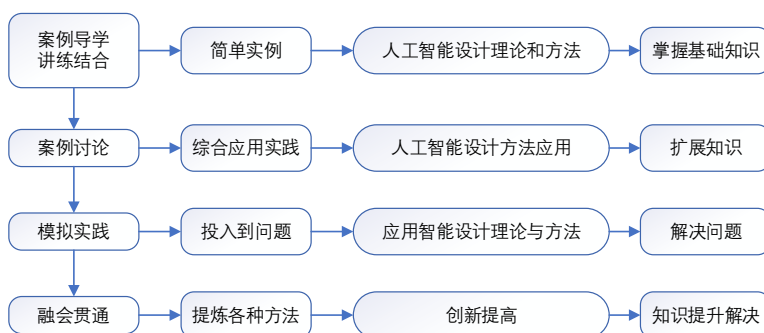 案例导学
讲练结合
简单实例
人工智能设计理论和方法
掌握基础知识
案例讨论
综合应用实践
人工智能设计方法应用
扩展知识
模拟实践
投入到问题
应用智能设计理论与方法
解决问题
融会贯通
提炼各种方法
创新提高
知识提升解决